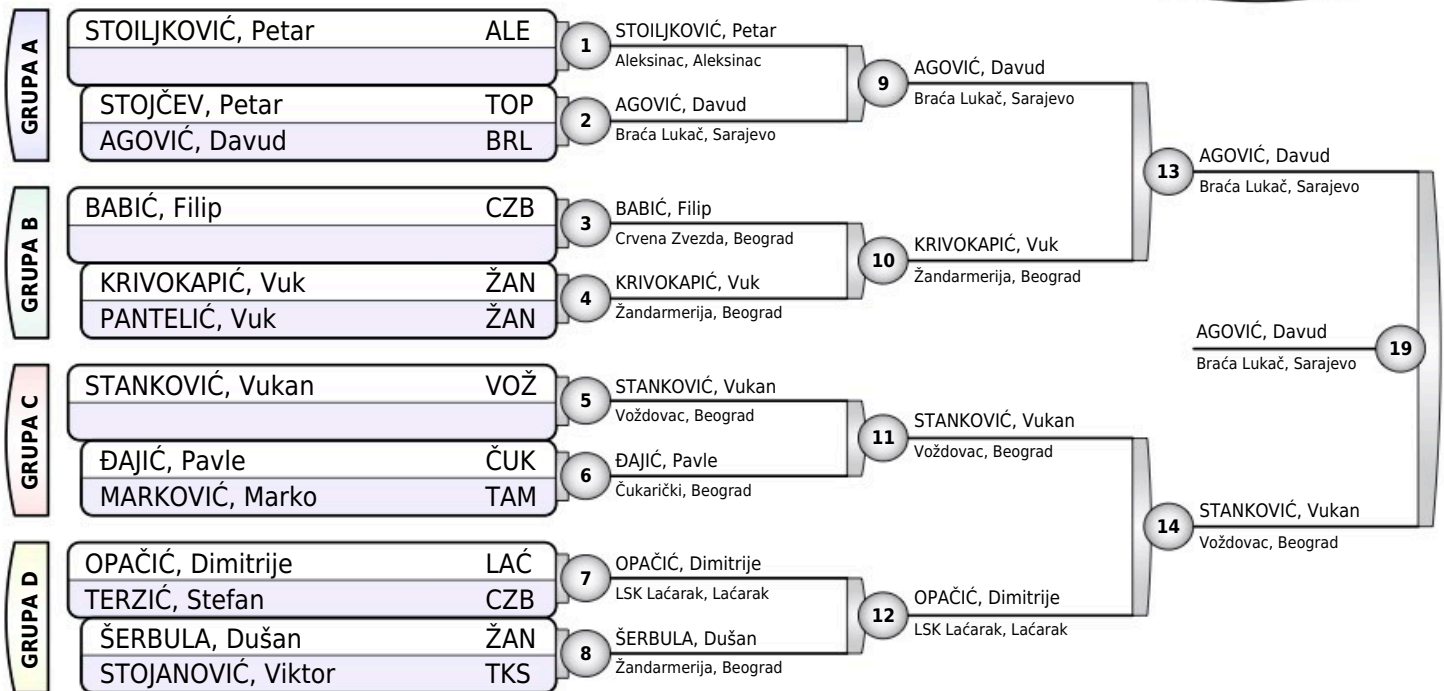 GRUPA A
STOILJKOVIĆ, Petar ALE
STOJČEV, Petar TOP
AGOVIĆ, Davud BRL
GRUPA B
BABIĆ, Filip CZB
KRIVOKAPIĆ, Vuk ŽAN
PANTELIĆ, Vuk ŽAN
GRUPA C
STANKOVIĆ, Vukan VOŽ
ĐAJIĆ, Pavle ČUK
MARKOVIĆ, Marko TAM
GRUPA D
OPAČIĆ, Dimitrije LAĆ
TERZIĆ, Stefan CZB
ŠERBULA, Dušan ŽAN
STOJANOVIĆ, Viktor TKS
1
STOILJKOVIĆ, Petar
Aleksinac, Aleksinac
2
AGOVIĆ, Davud
Braća Lukač, Sarajevo
3
BABIĆ, Filip
Crvena Zvezda, Beograd
4
KRIVOKAPIĆ, Vuk
Žandarmerija, Beograd
5
STANKOVIĆ, Vukan
Voždovac, Beograd
6
ĐAJIĆ, Pavle
Čukarički, Beograd
7
OPAČIĆ, Dimitrije
LSK Laćarak, Laćarak
8
ŠERBULA, Dušan
Žandarmerija, Beograd
9
AGOVIĆ, Davud
Braća Lukač, Sarajevo
10
KRIVOKAPIĆ, Vuk
Žandarmerija, Beograd
11
STANKOVIĆ, Vukan
Voždovac, Beograd
12
OPAČIĆ, Dimitrije
LSK Laćarak, Laćarak
13
AGOVIĆ, Davud
Braća Lukač, Sarajevo
14
STANKOVIĆ, Vukan
Voždovac, Beograd
AGOVIĆ, Davud
Braća Lukač, Sarajevo
19